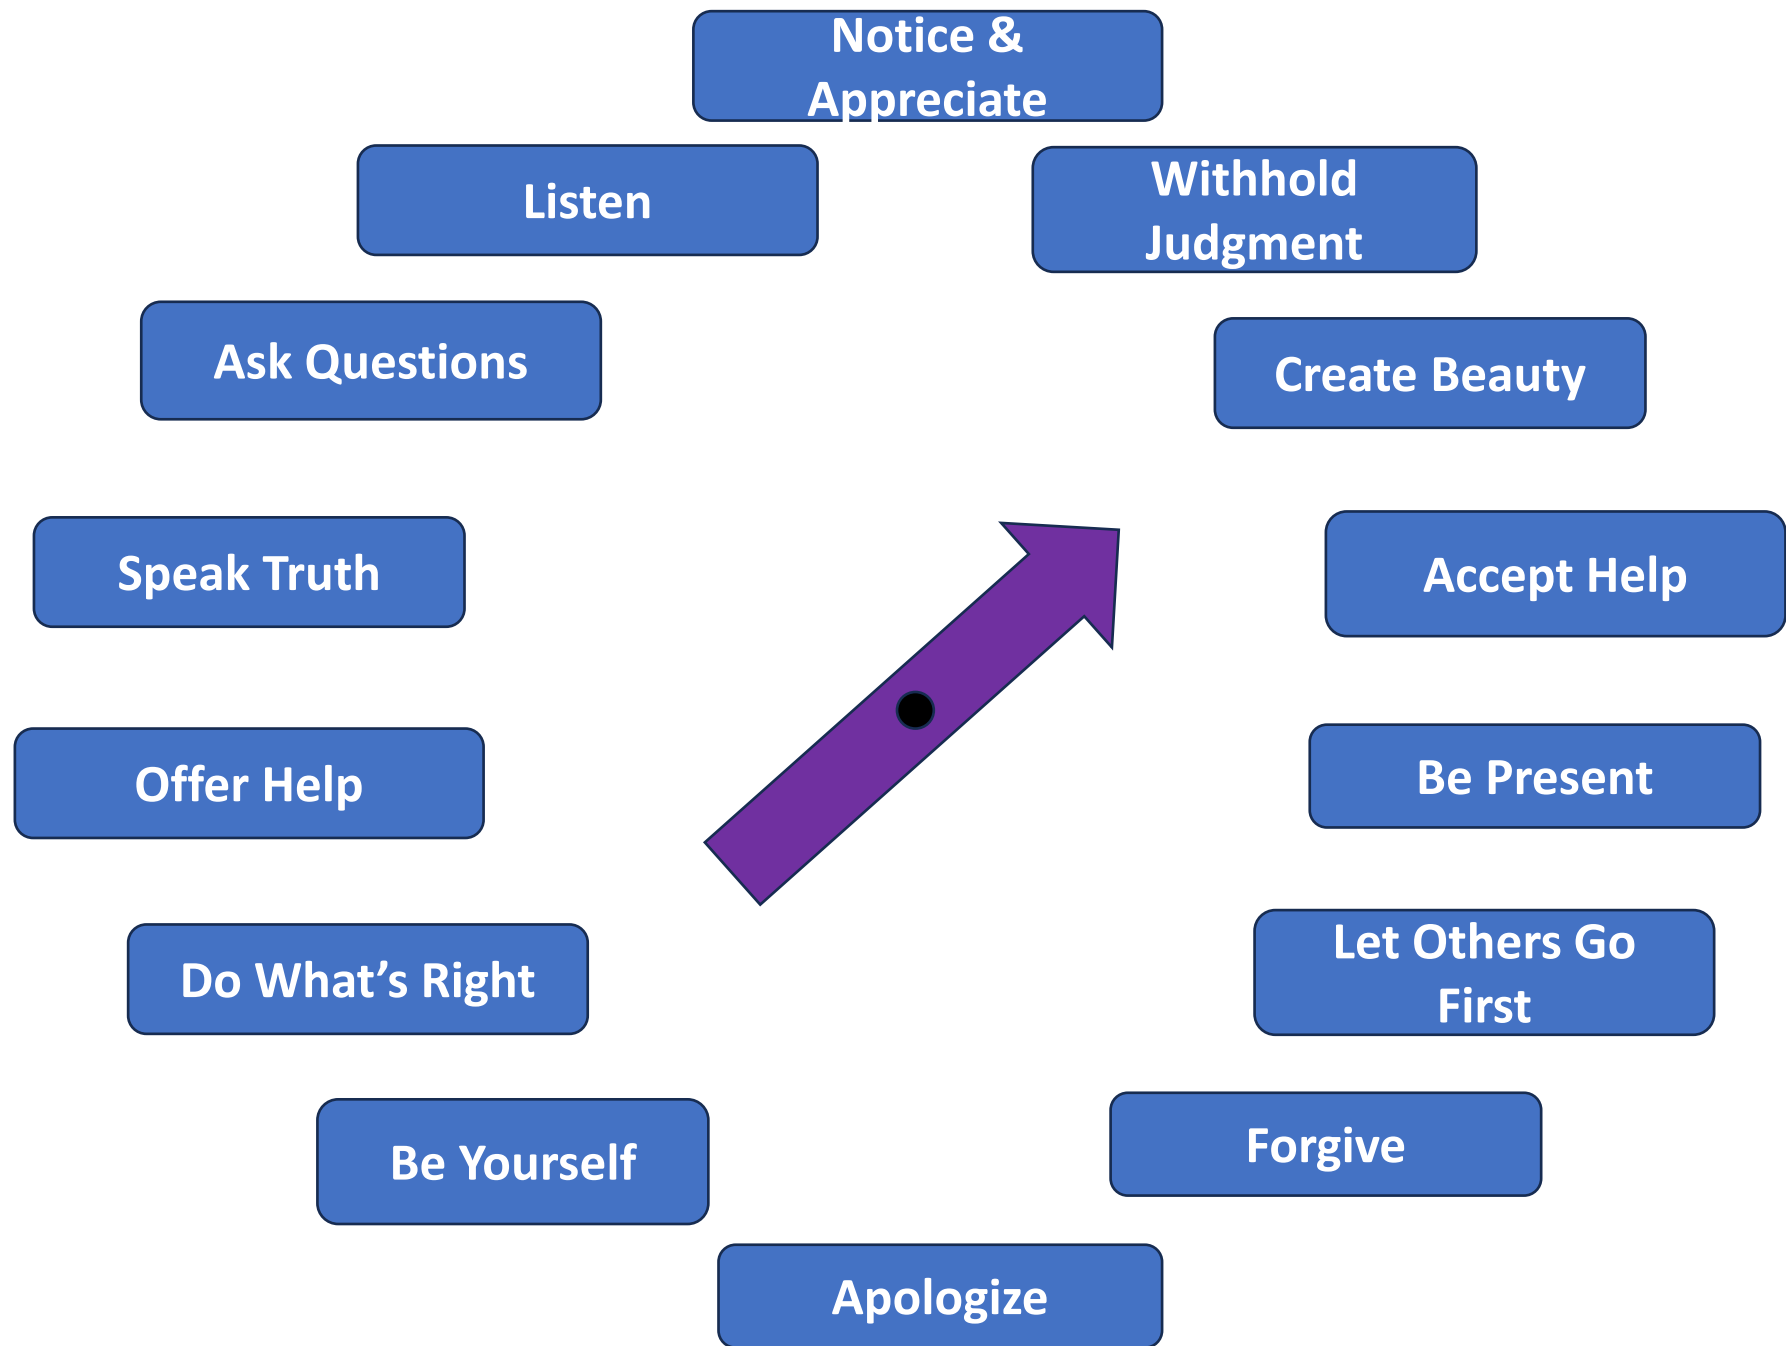 Notice &
Appreciate
Listen
Withhold
Judgment
Ask Questions
Create Beauty
Speak Truth
Accept Help
Offer Help
Be Present
Do What’s Right
Let Others Go
First
Be Yourself
Forgive
Apologize